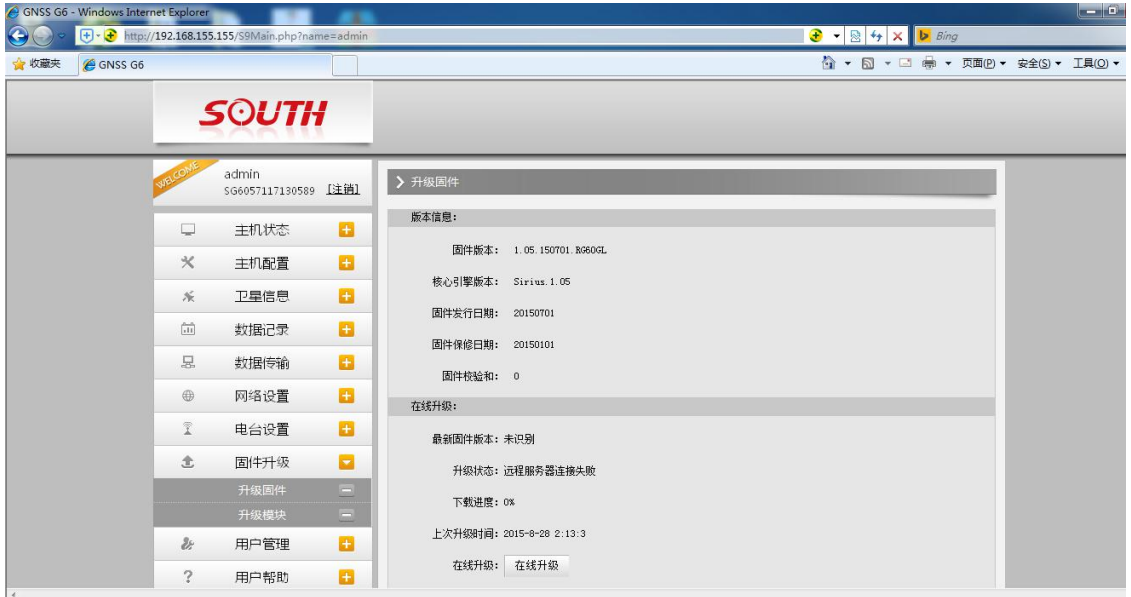 GNSS G6 - Windows Internet Explorer
http://192.168.155.155/S9Main.php?name=admin
Bing
收藏夹 GNSS G6 页面(P) 安全(S) 工具(O)
SOUTH
WELCOME
admin
SG6057117130589 [注销]
主机状态
主机配置
卫星信息
数据记录
数据传输
网络设置
电台设置
固件升级
升级固件
升级模块
用户管理
用户帮助
升级固件
版本信息:
固件版本: 1.05.150701.RG60GL
核心引擎版本: Sirius.1.05
固件发行日期: 20150701
固件保修日期: 20150101
固件校验和: 0
在线升级:
最新固件版本: 未识别
升级状态: 远程服务器连接失败
下载进度: 0%
上次升级时间: 2015-8-28 2:13:3
在线升级: 在线升级